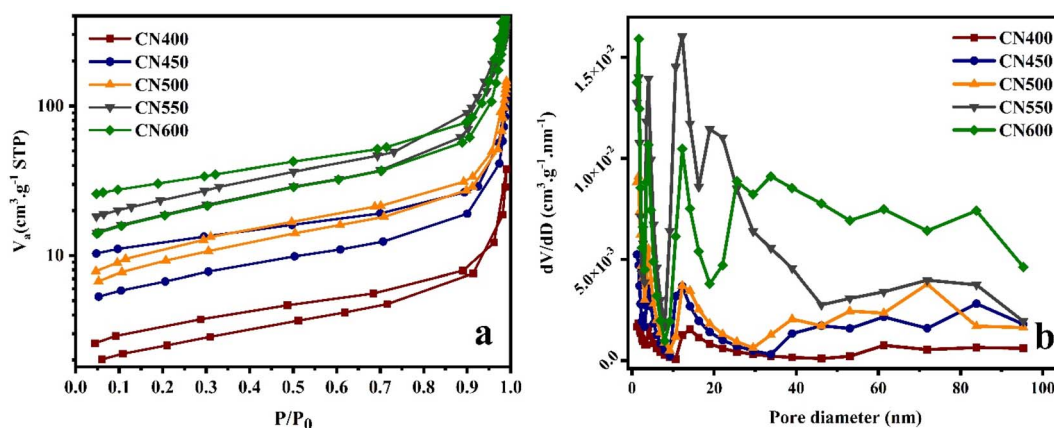 CN400
CN450
CN500
CN550
CN600
100
10
Vₐ(cm³.g⁻¹ STP)
0.0 0.1 0.2 0.3 0.4 0.5 0.6 0.7 0.8 0.9 1.0
P/P₀
a
CN400
CN450
CN500
CN550
CN600
1.5×10⁻²
1.0×10⁻²
5.0×10⁻³
0.0
dV/dD (cm³.g⁻¹.nm⁻¹)
0 20 40 60 80 100
Pore diameter (nm)
b